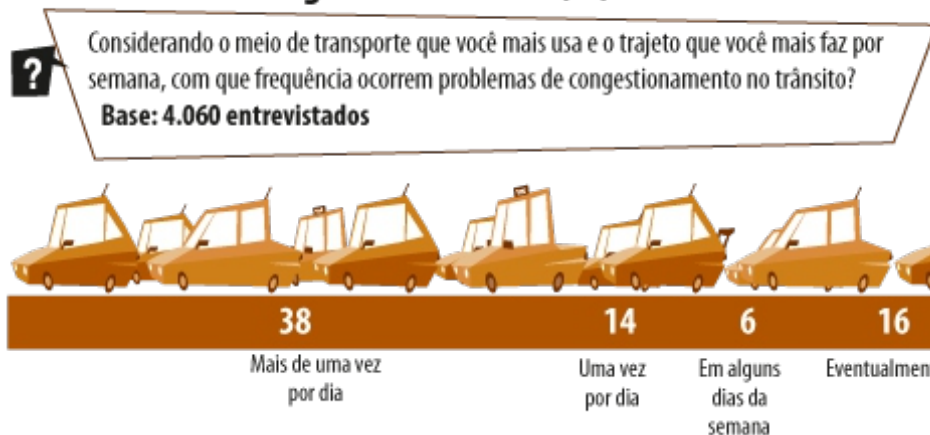 ?
Considerando o meio de transporte que você mais usa e o trajeto que você mais faz por
semana, com que frequência ocorrem problemas de congestionamento no trânsito?
Base: 4.060 entrevistados
38 14 6 16
Mais de uma vez
por dia
Uma vez
por dia
Em alguns
dias da
semana
Eventualmen